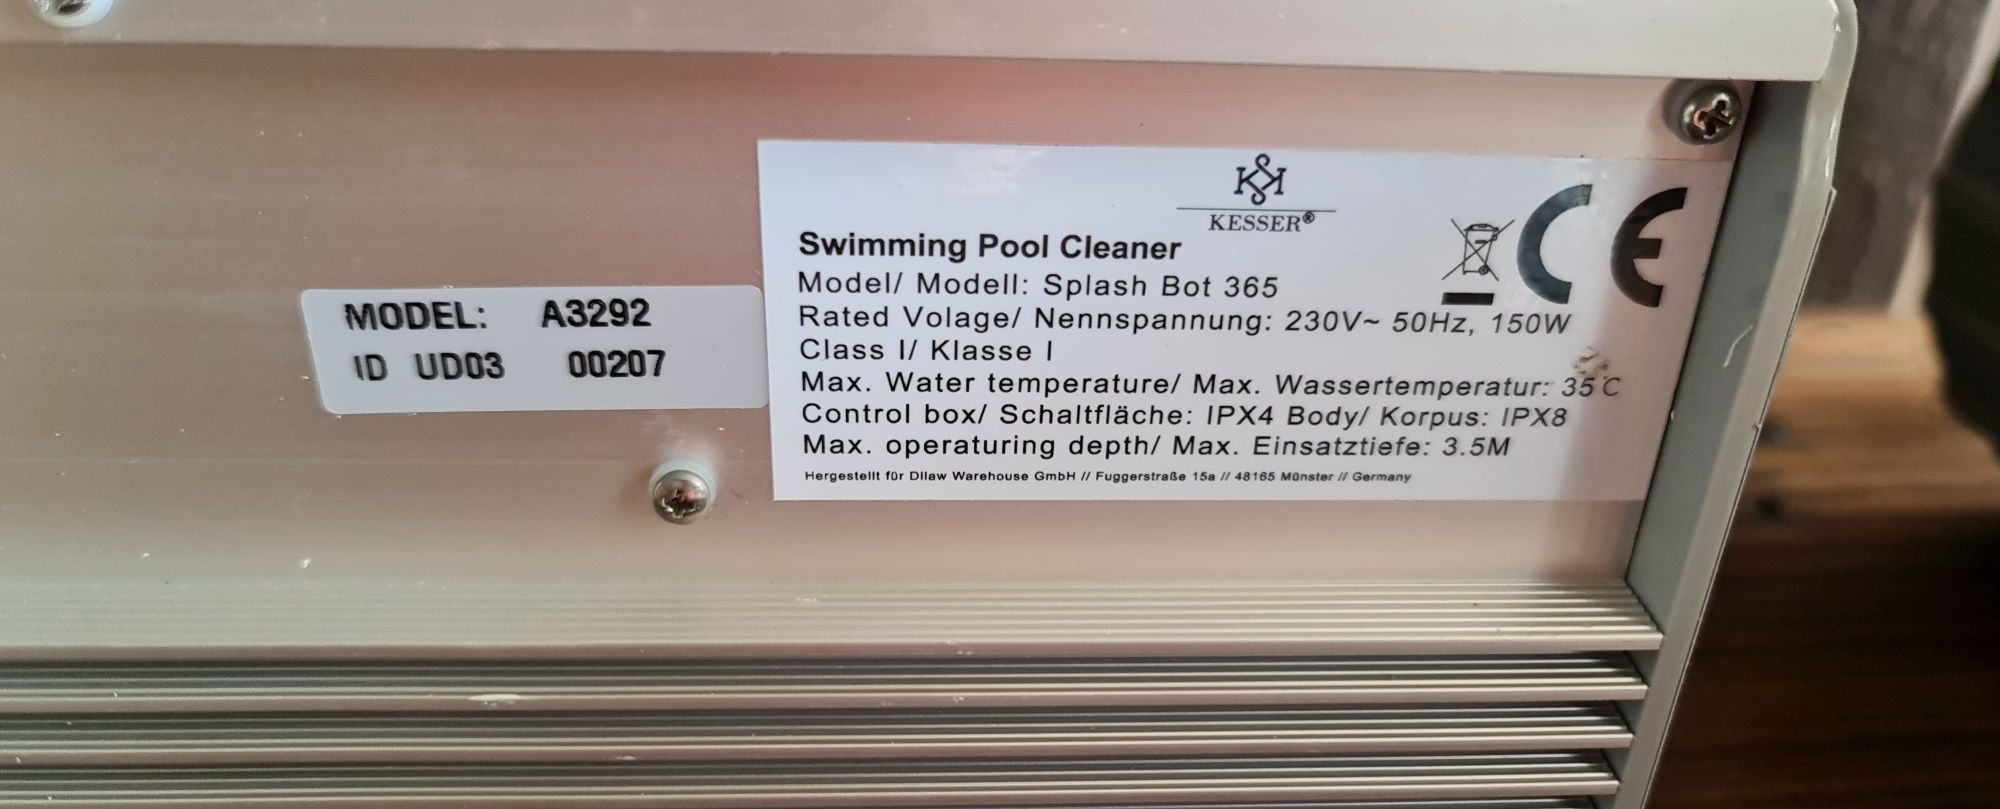 MODEL: A3292
ID UD03 00207
KESSER®
Swimming Pool Cleaner
Model/ Modell: Splash Bot 365
Rated Volage/ Nennspannung: 230V~ 50Hz, 150W
Class I/ Klasse I
Max. Water temperature/ Max. Wassertemperatur: 35°C
Control box/ Schaltfläche: IPX4 Body/ Korpus: IPX8
Max. operaturing depth/ Max. Einsatztiefe: 3.5M
Hergestellt für Dilaw Warehouse GmbH // Fuggerstraße 15a // 48165 Münster // Germany
CE